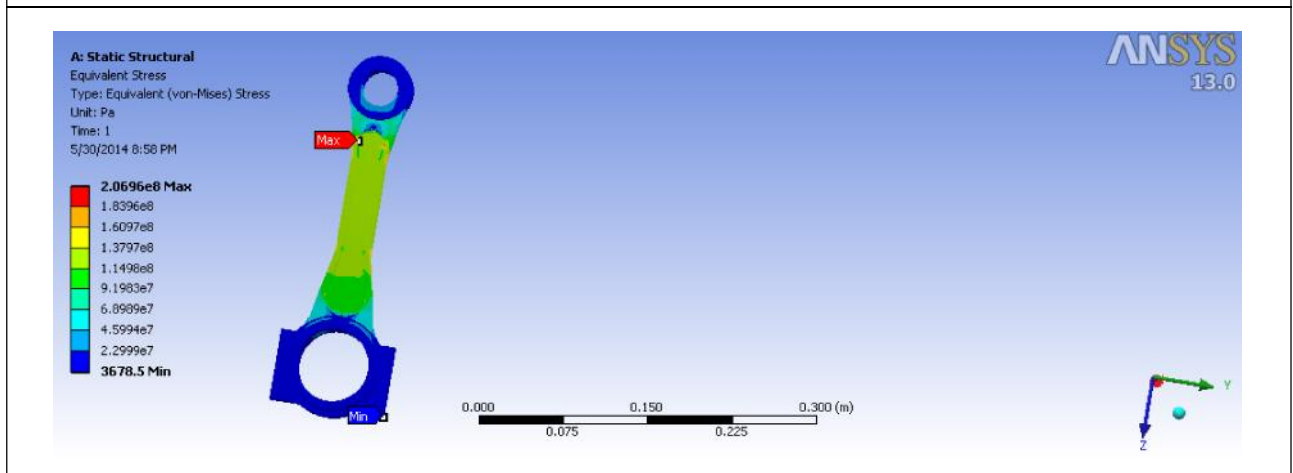 A: Static Structural
Equivalent Stress
Type: Equivalent (von-Mises) Stress
Unit: Pa
Time: 1
5/30/2014 8:58 PM
2.0696e8 Max
1.8396e8
1.6097e8
1.3797e8
1.1498e8
9.1983e7
6.8989e7
4.5994e7
2.2999e7
3678.5 Min
Max
Min
ANSYS
13.0
0.000 0.150 0.300 (m)
0.075 0.225
Y
Z